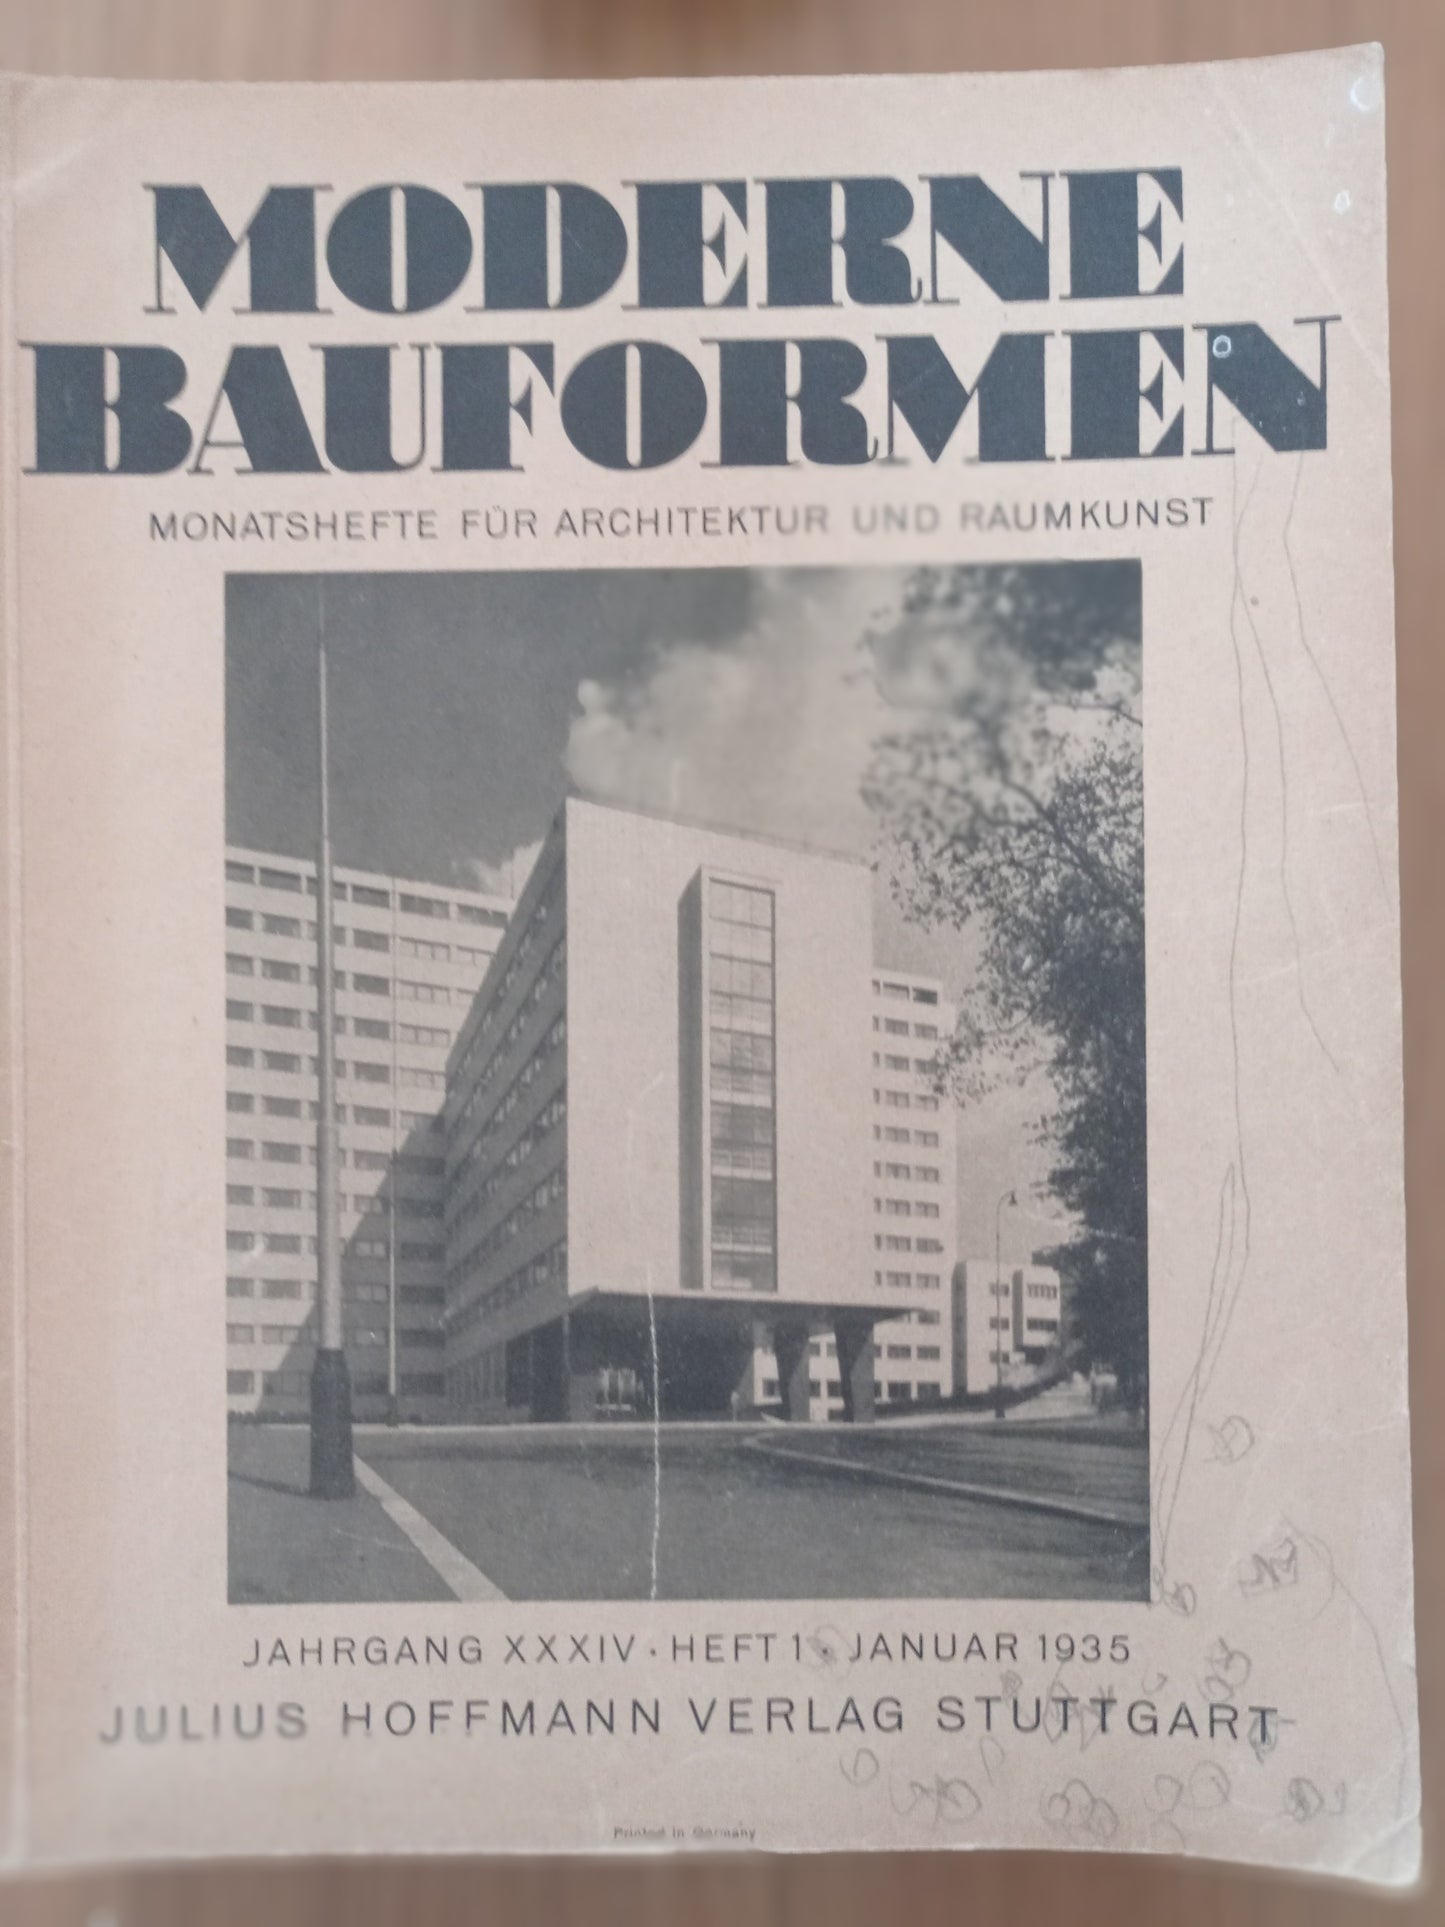 MODERNE
BAUFORMEN
MONATSHEFTE FÜR ARCHITEKTUR UND RAUMKUNST
JAHRGANG XXXIV · HEFT 1 · JANUAR 1935
JULIUS HOFFMANN VERLAG STUTTGART
Printed in Germany